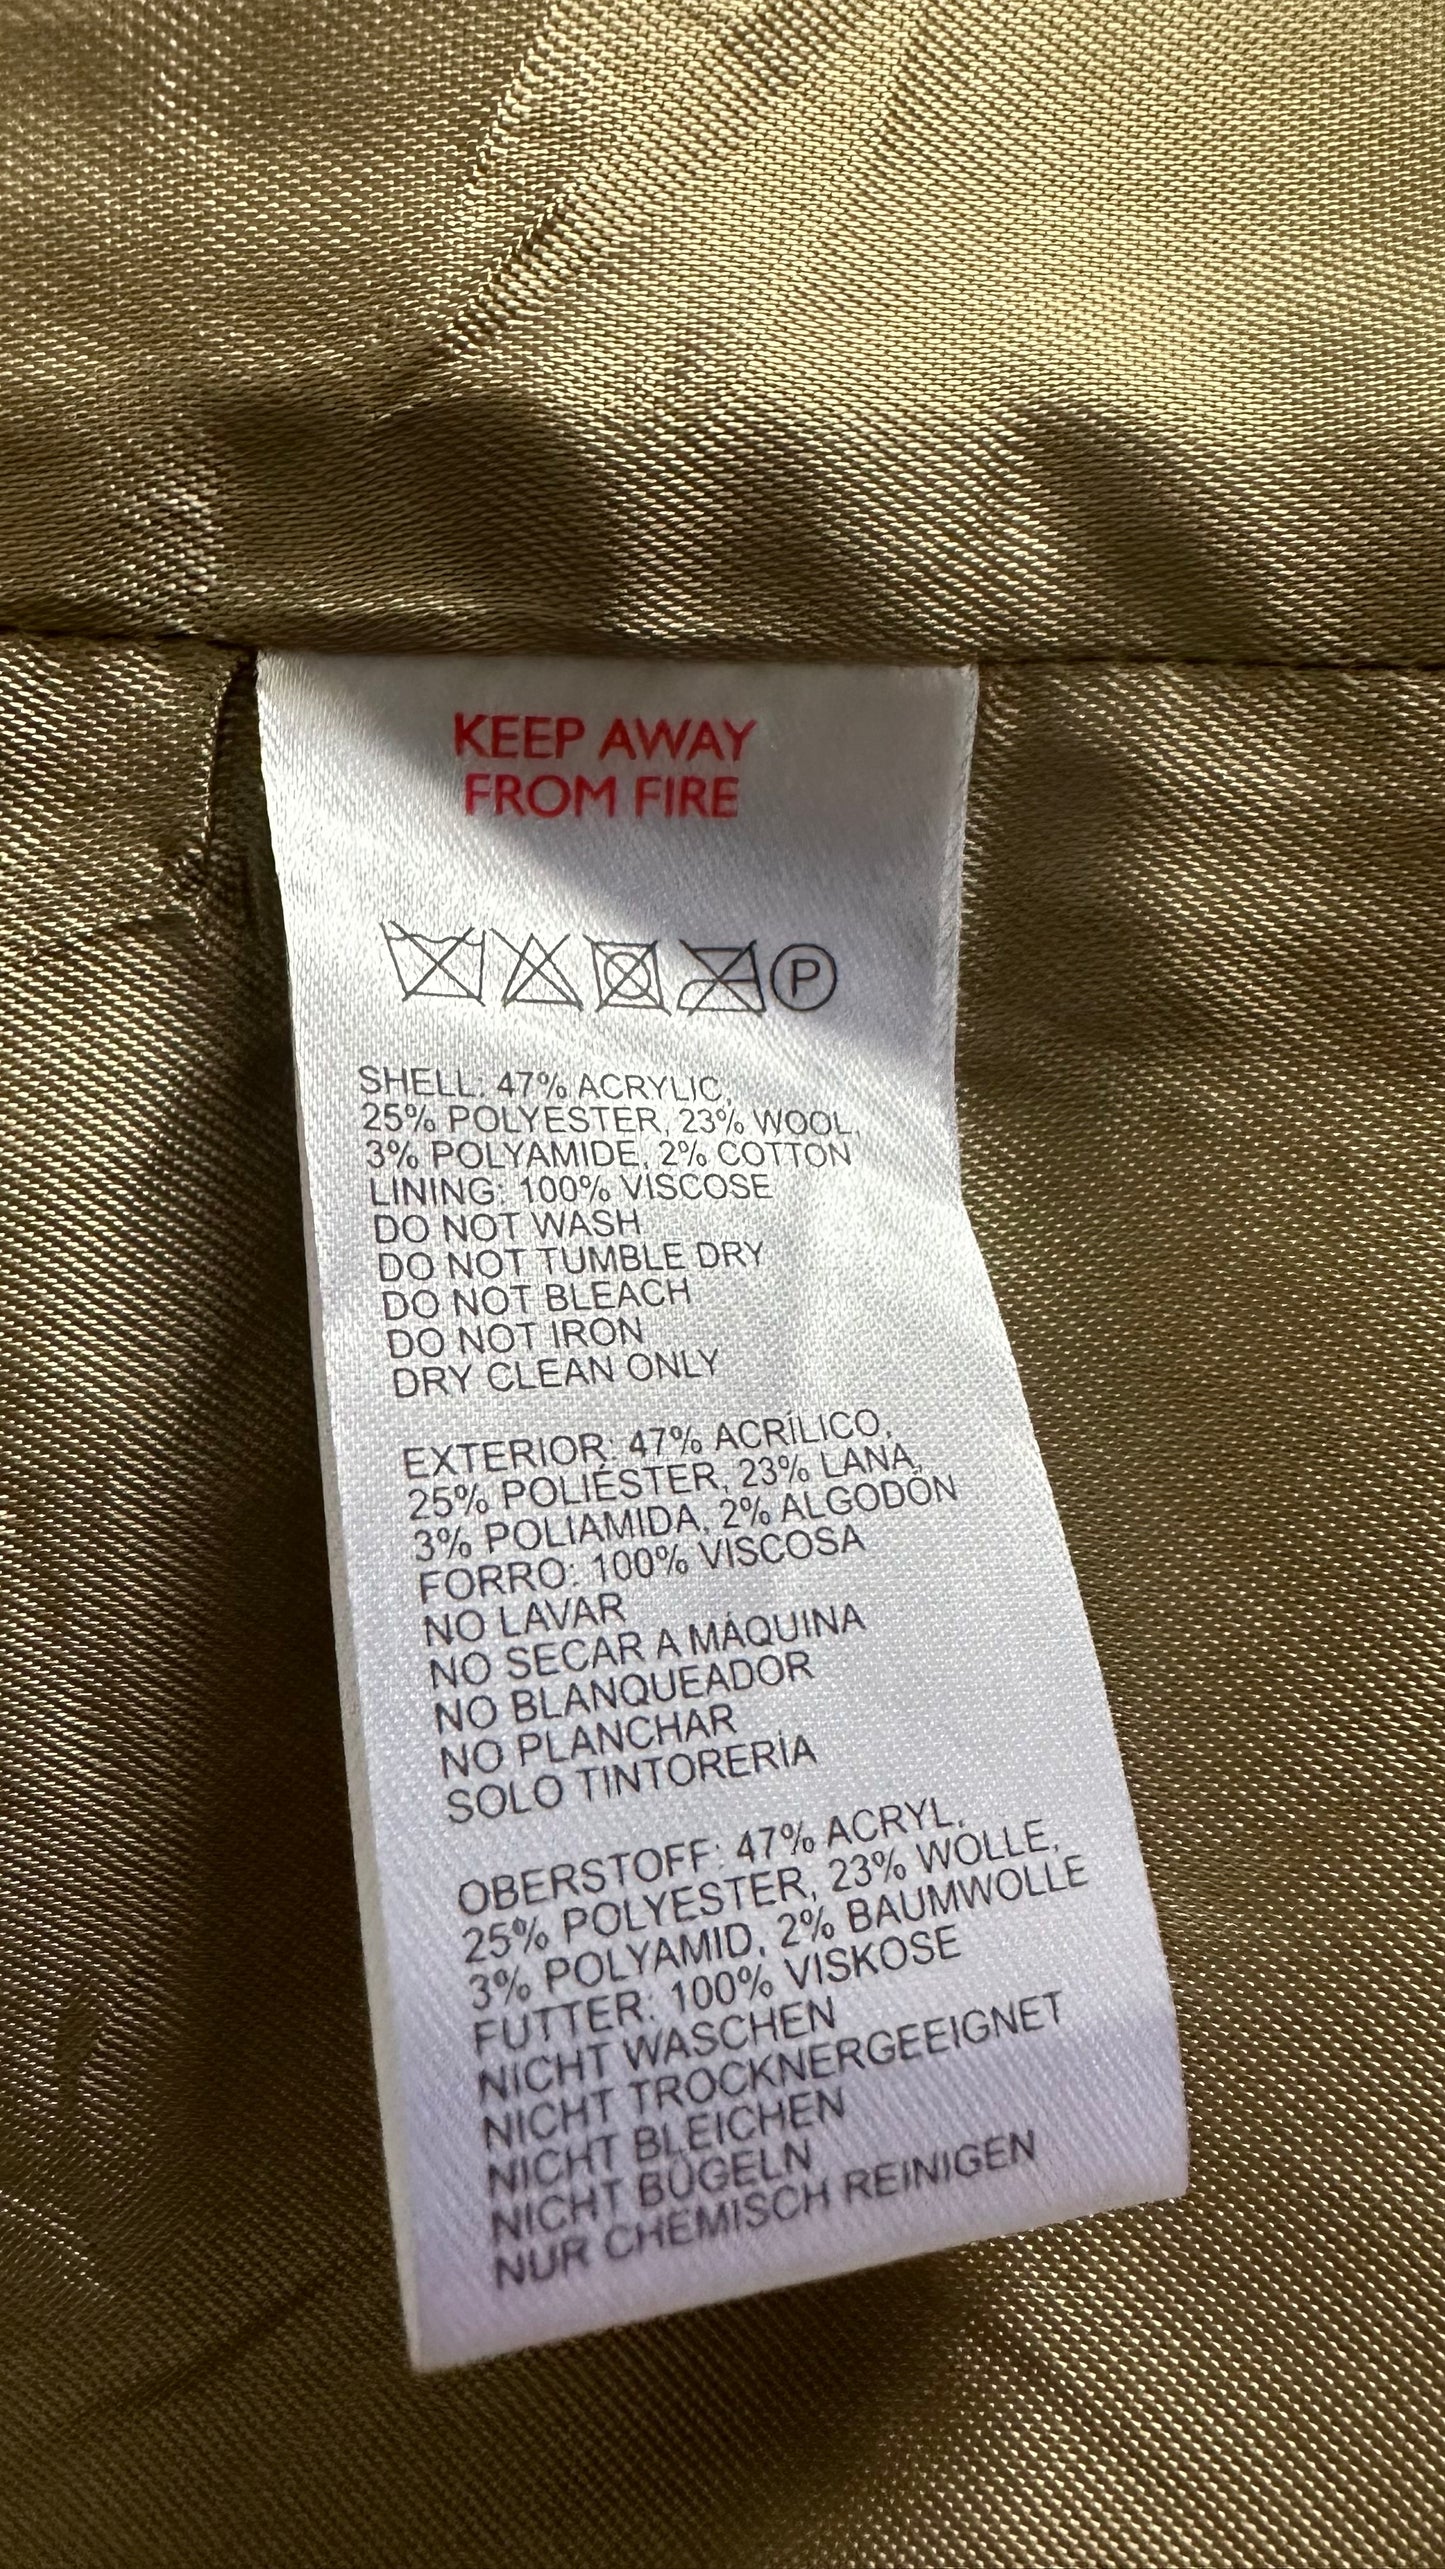 KEEP AWAY
FROM FIRE
P
SHELL: 47% ACRYLIC,
25% POLYESTER, 23% WOOL,
3% POLYAMIDE, 2% COTTON
LINING: 100% VISCOSE
DO NOT WASH
DO NOT TUMBLE DRY
DO NOT BLEACH
DO NOT IRON
DRY CLEAN ONLY
EXTERIOR: 47% ACRÍLICO,
25% POLIÉSTER, 23% LANA,
3% POLIAMIDA, 2% ALGODÓN
FORRO: 100% VISCOSA
NO LAVAR
NO SECAR A MÁQUINA
NO BLANQUEADOR
NO PLANCHAR
SOLO TINTORERÍA
OBERSTOFF: 47% ACRYL,
25% POLYESTER, 23% WOLLE,
3% POLYAMID, 2% BAUMWOLLE
FUTTER: 100% VISKOSE
NICHT WASCHEN
NICHT TROCKNERGEEIGNET
NICHT BLEICHEN
NICHT BÜGELN
NUR CHEMISCH REINIGEN